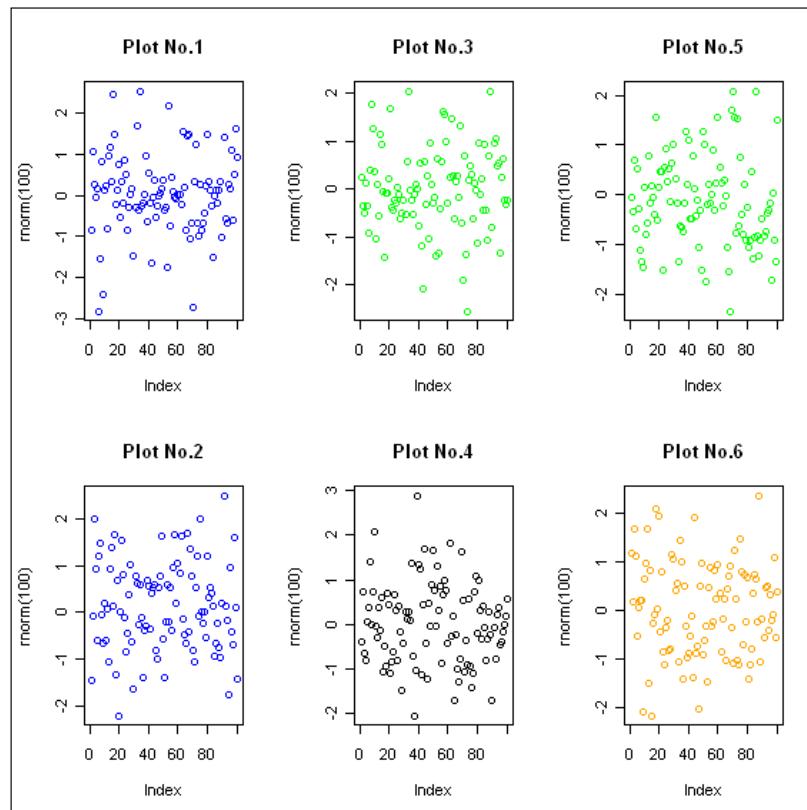 Plot No.1
rnorm(100)
2
1
0
-1
-2
-3
0 20 40 60 80
Index
Plot No.3
rnorm(100)
2
1
0
-1
-2
0 20 40 60 80
Index
Plot No.5
rnorm(100)
2
1
0
-1
-2
0 20 40 60 80
Index
Plot No.2
rnorm(100)
2
1
0
-1
-2
0 20 40 60 80
Index
Plot No.4
rnorm(100)
3
2
1
0
-1
-2
0 20 40 60 80
Index
Plot No.6
rnorm(100)
2
1
0
-1
-2
0 20 40 60 80
Index